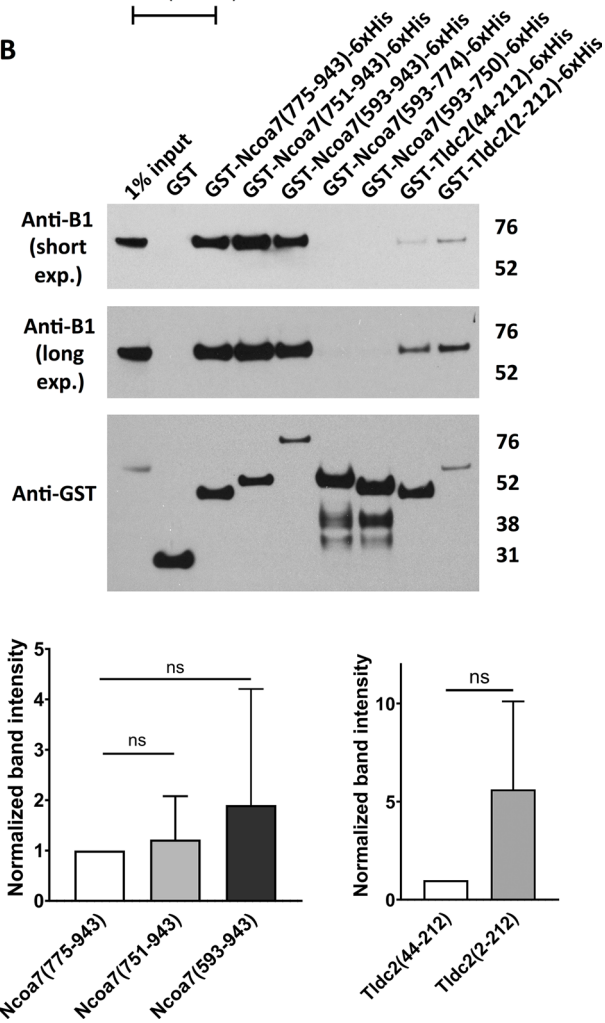 B
1% input
GST
GST-Ncoa7(775-943)-6xHis
GST-Ncoa7(751-943)-6xHis
GST-Ncoa7(593-943)-6xHis
GST-Ncoa7(593-774)-6xHis
GST-Ncoa7(593-750)-6xHis
GST-Tldc2(44-212)-6xHis
GST-Tldc2(2-212)-6xHis
Anti-B1
(short
exp.)
76
52
Anti-B1
(long
exp.)
76
52
Anti-GST
76
52
38
31
Normalized band intensity
5
4
3
2
1
0
ns
ns
Ncoa7(775-943)
Ncoa7(751-943)
Ncoa7(593-943)
Normalized band intensity
10
5
0
ns
Tldc2(44-212)
Tldc2(2-212)